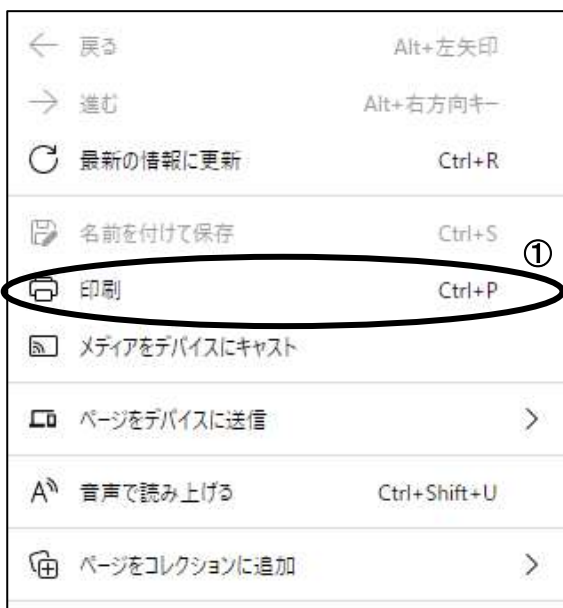 戻る Alt+左矢印
進む Alt+右方向キー
最新の情報に更新 Ctrl+R
名前を付けて保存 Ctrl+S
①
印刷 Ctrl+P
メディアをデバイスにキャスト
ページをデバイスに送信
音声で読み上げる Ctrl+Shift+U
ページをコレクションに追加